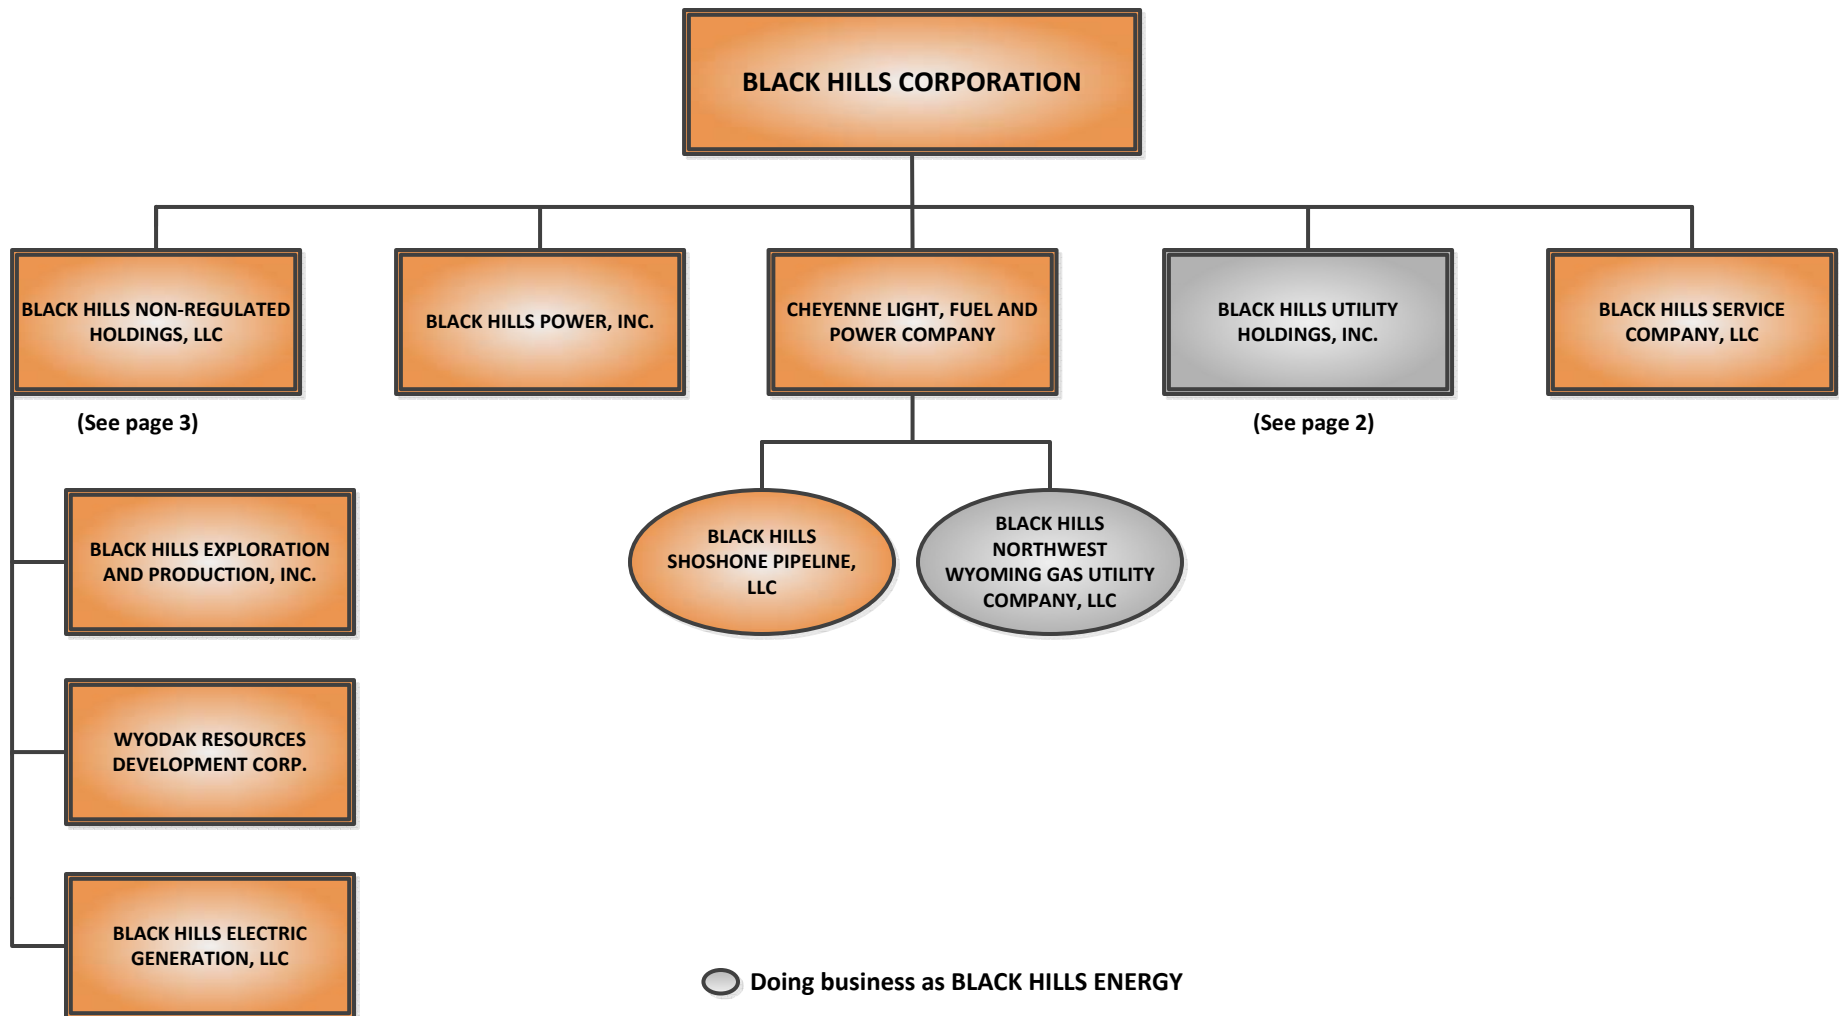 BLACK HILLS CORPORATION
BLACK HILLS NON-REGULATED
HOLDINGS, LLC
BLACK HILLS POWER, INC.
CHEYENNE LIGHT, FUEL AND
POWER COMPANY
BLACK HILLS UTILITY
HOLDINGS, INC.
BLACK HILLS SERVICE
COMPANY, LLC
(See page 3)
(See page 2)
BLACK HILLS EXPLORATION
AND PRODUCTION, INC.
BLACK HILLS
SHOSHONE PIPELINE,
LLC
BLACK HILLS
NORTHWEST
WYOMING GAS UTILITY
COMPANY, LLC
WYODAK RESOURCES
DEVELOPMENT CORP.
BLACK HILLS ELECTRIC
GENERATION, LLC
Doing business as BLACK HILLS ENERGY